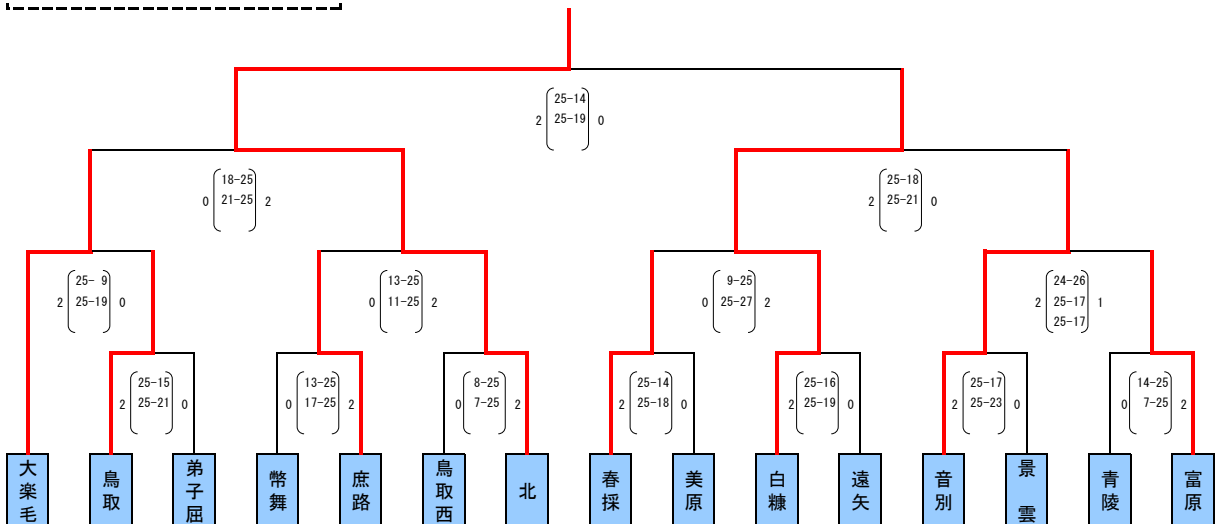 25-14
2 25-19 0
18-25
0 21-25 2
25-18
2 25-21 0
25- 9
2 25-19 0
13-25
0 11-25 2
9-25
0 25-27 2
24-26
2 25-17 1
25-17
25-15
2 25-21 0
13-25
0 17-25 2
8-25
0 7-25 2
25-14
2 25-18 0
25-16
2 25-19 0
25-17
2 25-23 0
14-25
0 7-25 2
大楽毛
鳥取
弟子屈
幣舞
庶路
鳥取西
北
春採
美原
白糠
遠矢
音別
景雲
青陵
富原